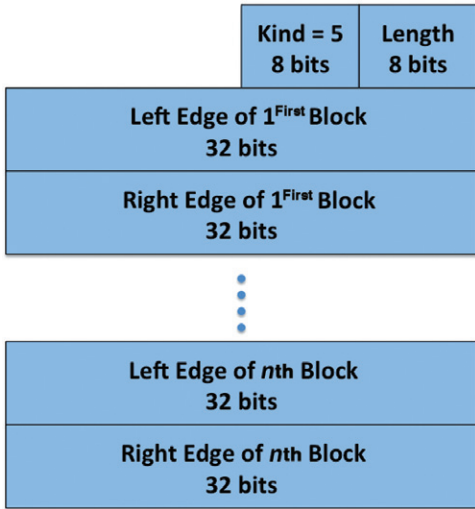 Kind = 5
8 bits
Length
8 bits
Left Edge of 1First Block
32 bits
Right Edge of 1First Block
32 bits
Left Edge of nth Block
32 bits
Right Edge of nth Block
32 bits